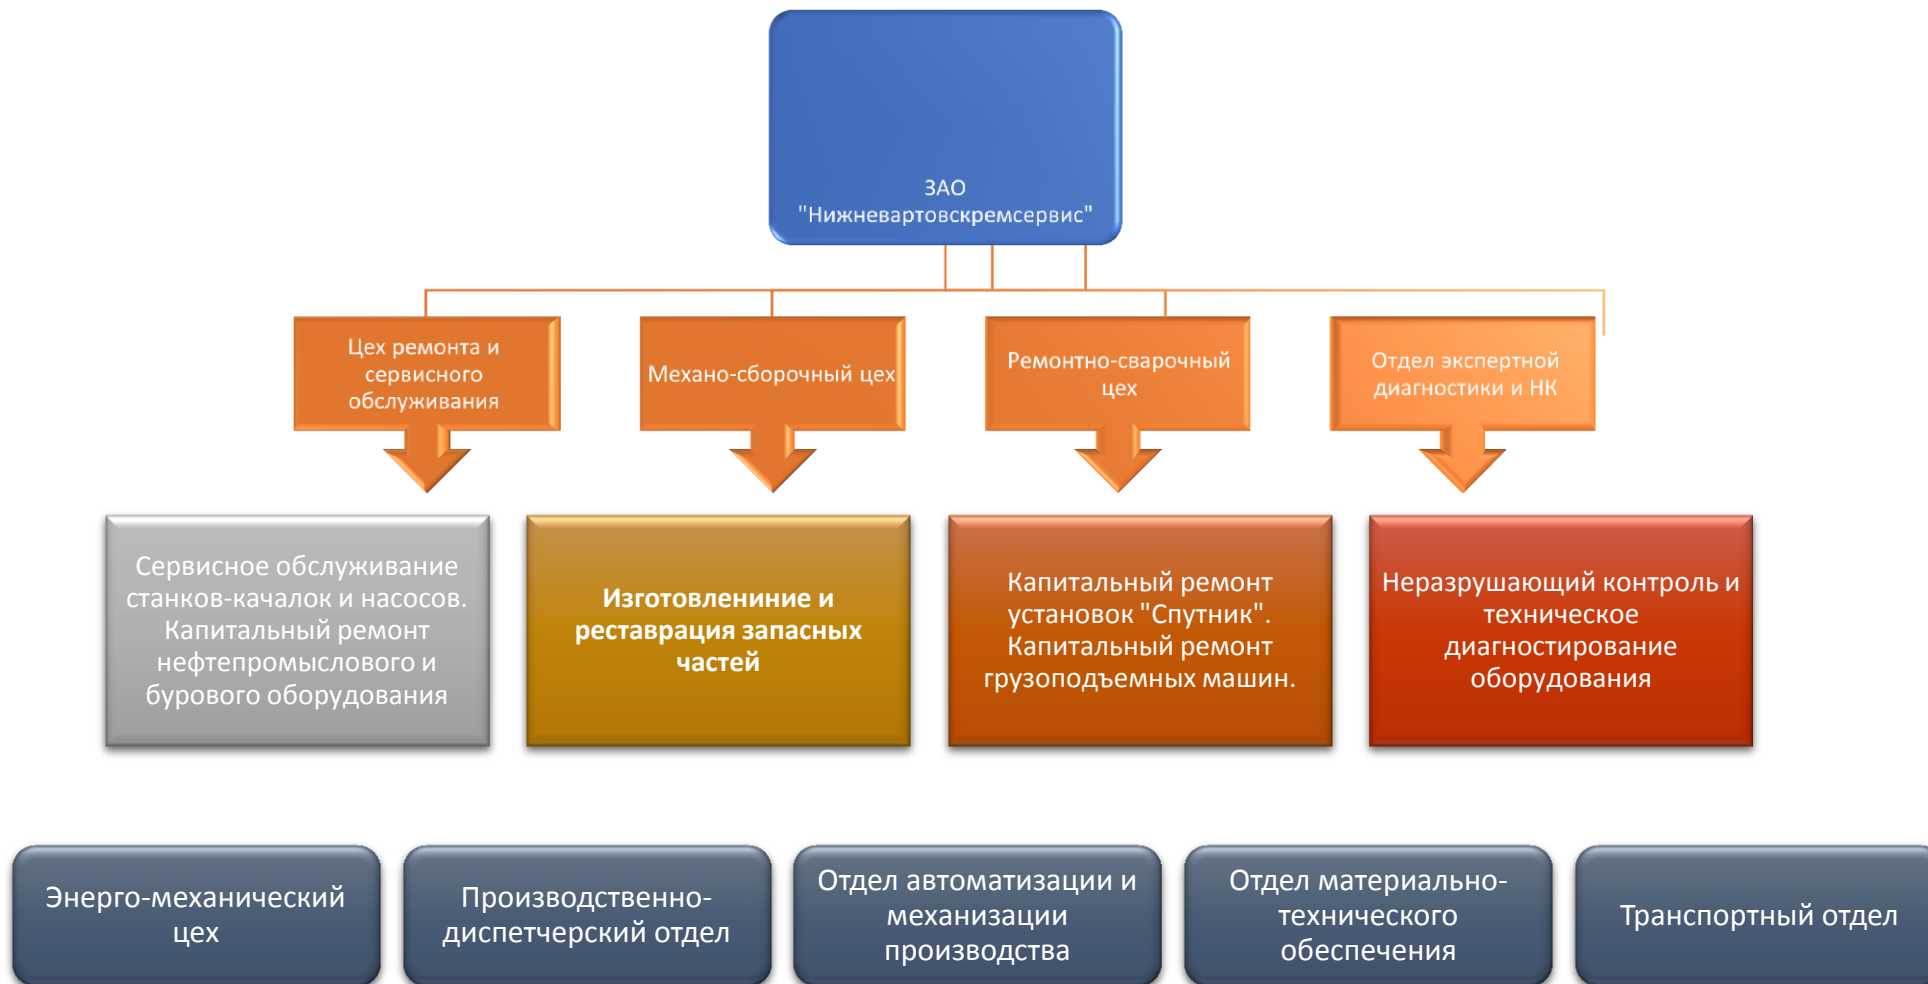 ЗАО
"Нижневартовскремсервис"
Цех ремонта и
сервисного
обслуживания
Механо-сборочный цех
Ремонтно-сварочный
цех
Отдел экспертной
диагностики и НК
Сервисное обслуживание
станков-качалок и насосов.
Капитальный ремонт
нефтепромыслового и
бурового оборудования
Изготовлениние и
реставрация запасных
частей
Капитальный ремонт
установок "Спутник".
Капитальный ремонт
грузоподъемных машин.
Неразрушающий контроль и
техническое
диагностирование
оборудования
Энерго-механический
цех
Производственно-
диспетчерский отдел
Отдел автоматизации и
механизации
производства
Отдел материально-
технического
обеспечения
Транспортный отдел